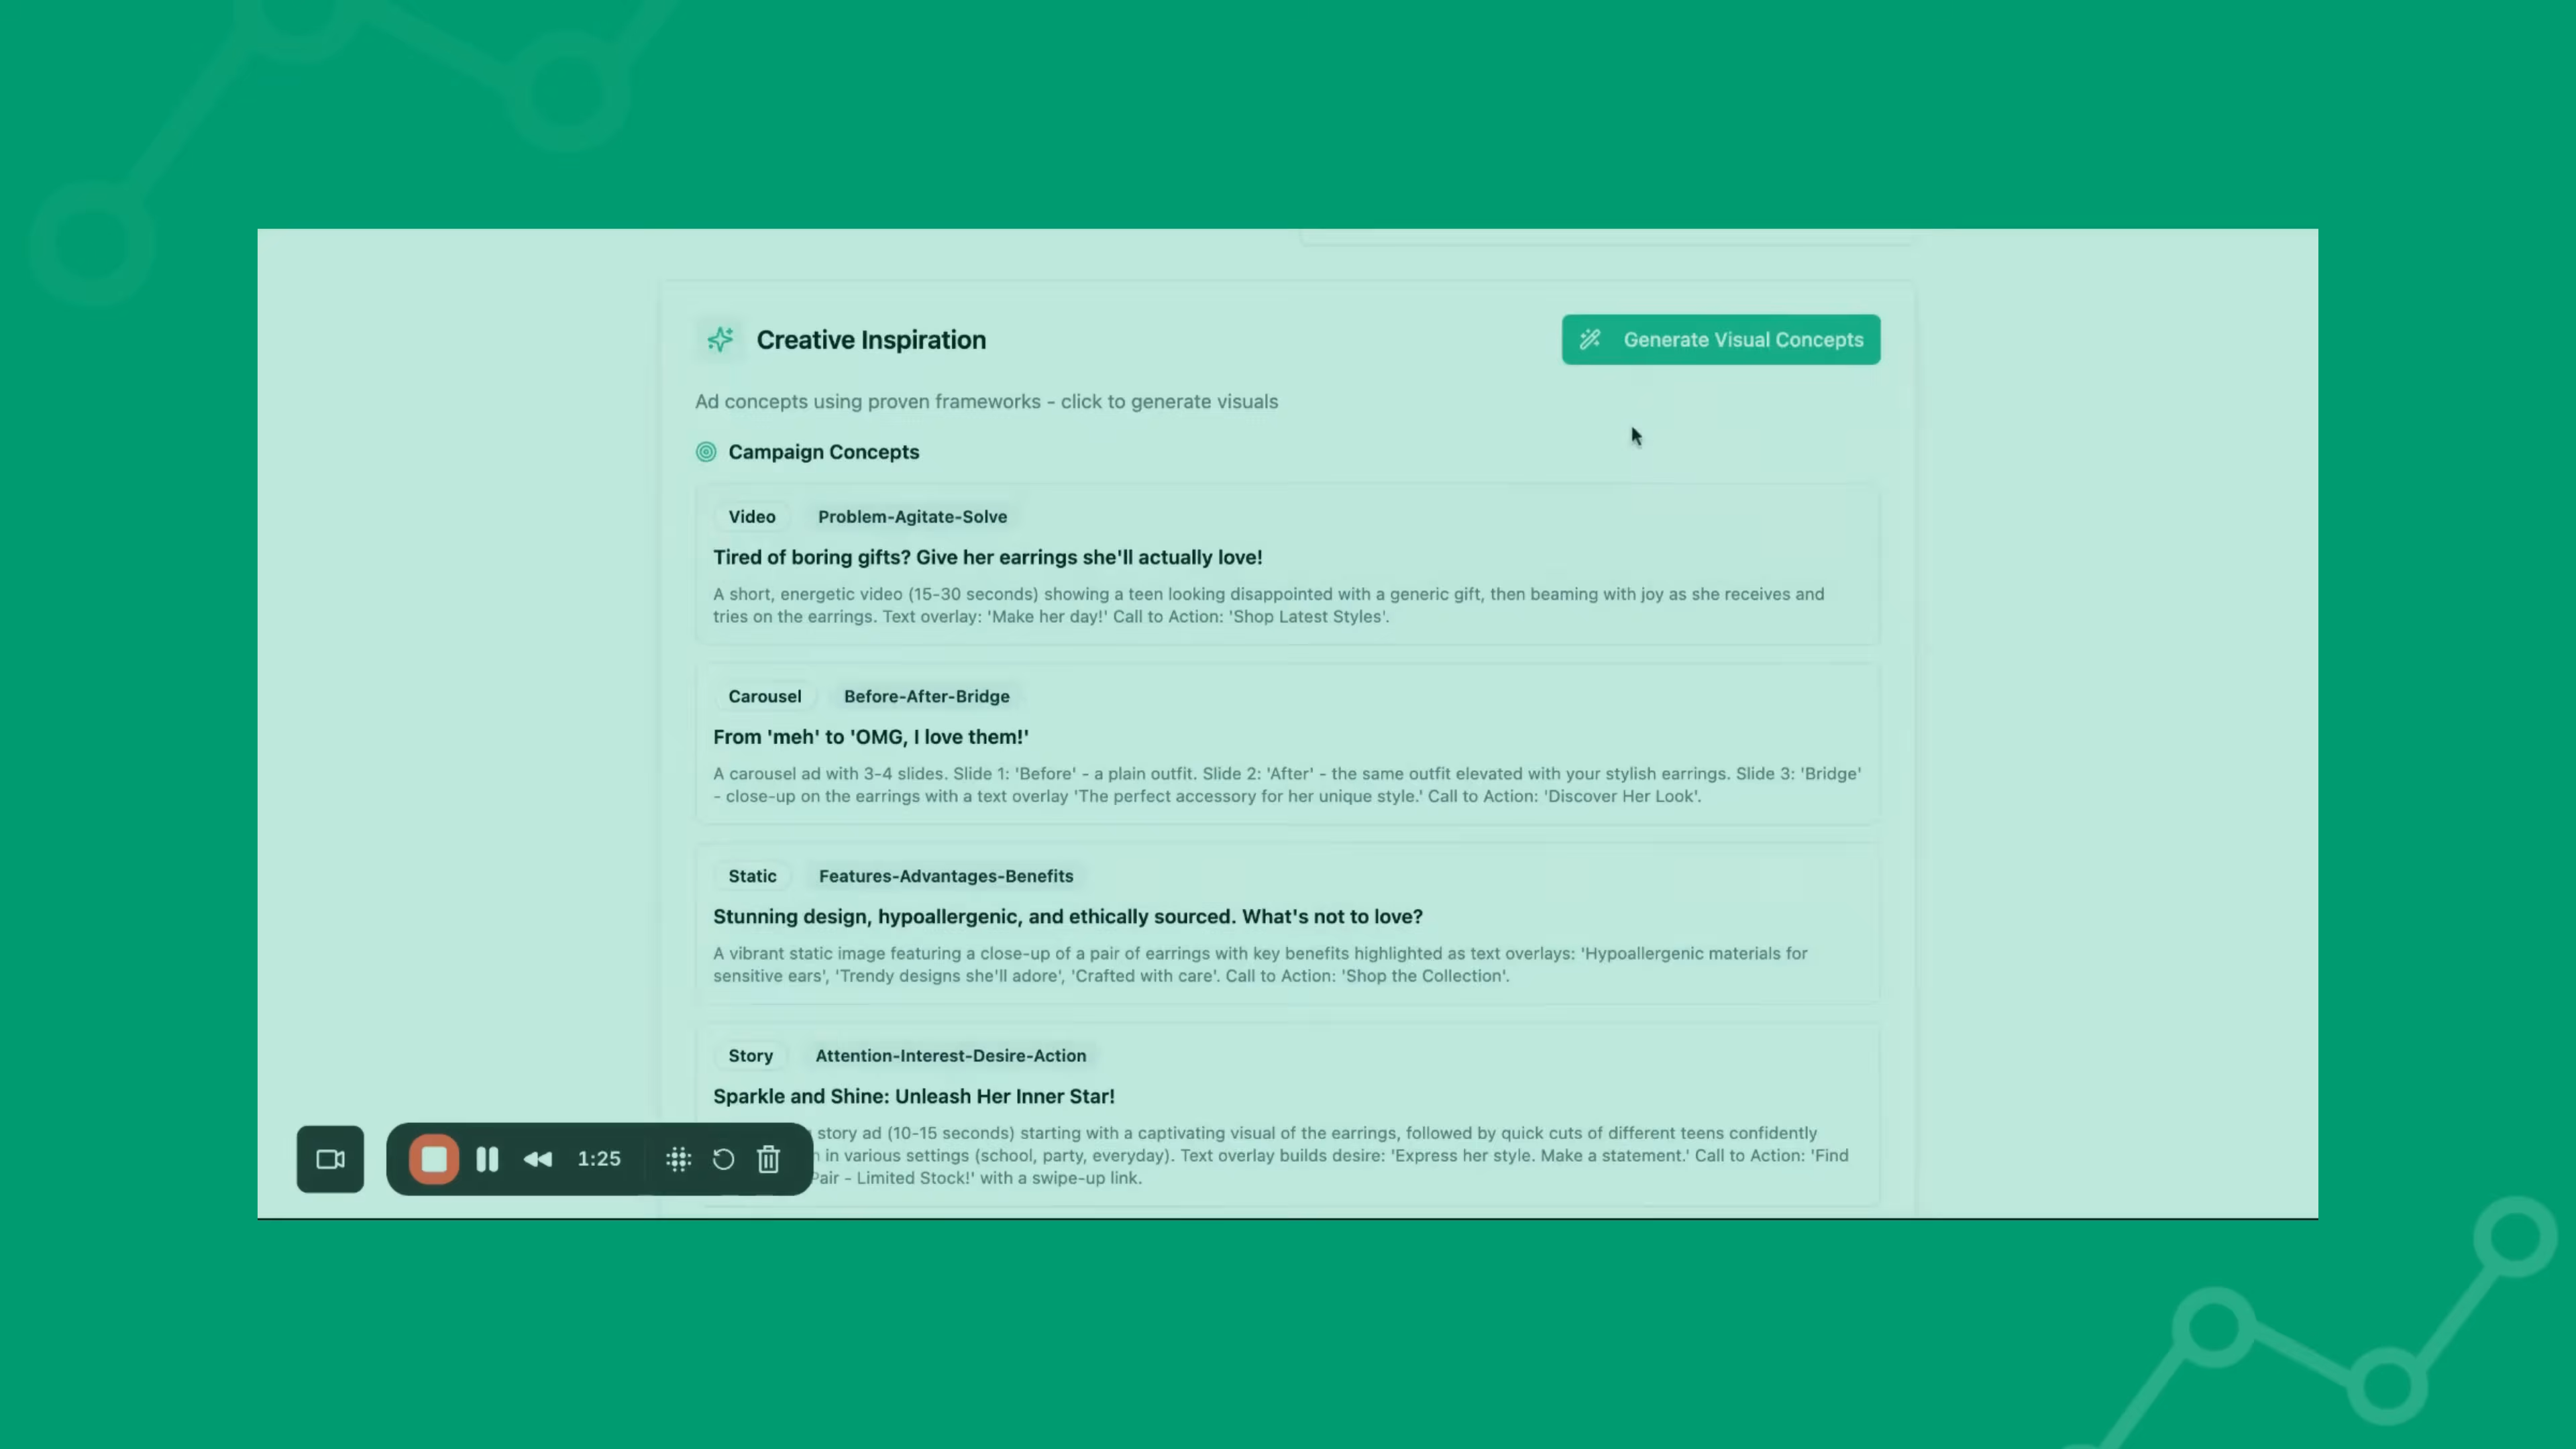 Creative Inspiration
Generate Visual Concepts
Ad concepts using proven frameworks - click to generate visuals
Campaign Concepts
Video Problem-Agitate-Solve
Tired of boring gifts? Give her earrings she'll actually love!
A short, energetic video (15-30 seconds) showing a teen looking disappointed with a generic gift, then beaming with joy as she receives and
tries on the earrings. Text overlay: 'Make her day!' Call to Action: 'Shop Latest Styles'.
Carousel Before-After-Bridge
From 'meh' to 'OMG, I love them!'
A carousel ad with 3-4 slides. Slide 1: 'Before' - a plain outfit. Slide 2: 'After' - the same outfit elevated with your stylish earrings. Slide 3: 'Bridge'
- close-up on the earrings with a text overlay 'The perfect accessory for her unique style.' Call to Action: 'Discover Her Look'.
Static Features-Advantages-Benefits
Stunning design, hypoallergenic, and ethically sourced. What's not to love?
A vibrant static image featuring a close-up of a pair of earrings with key benefits highlighted as text overlays: 'Hypoallergenic materials for
sensitive ears', 'Trendy designs she'll adore', 'Crafted with care'. Call to Action: 'Shop the Collection'.
Story Attention-Interest-Desire-Action
Sparkle and Shine: Unleash Her Inner Star!
story ad (10-15 seconds) starting with a captivating visual of the earrings, followed by quick cuts of different teens confidently
in various settings (school, party, everyday). Text overlay builds desire: 'Express her style. Make a statement.' Call to Action: 'Find
Pair - Limited Stock!' with a swipe-up link.
1:25